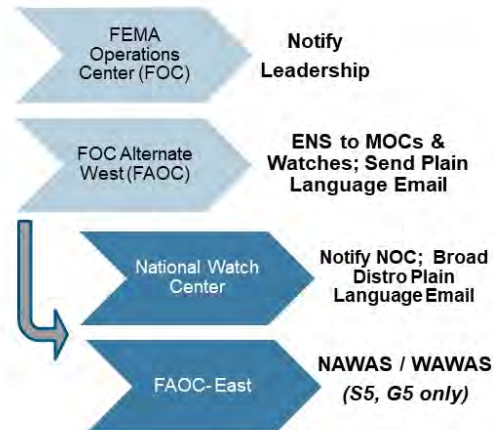 FEMA
Operations
Center (FOC)
Notify
Leadership
FOC Alternate
West (FAOC)
ENS to MOCs &
Watches; Send Plain
Language Email
National Watch
Center
Notify NOC; Broad
Distro Plain
Language Email
FAOC- East
NAWAS / WAWAS
(S5, G5 only)